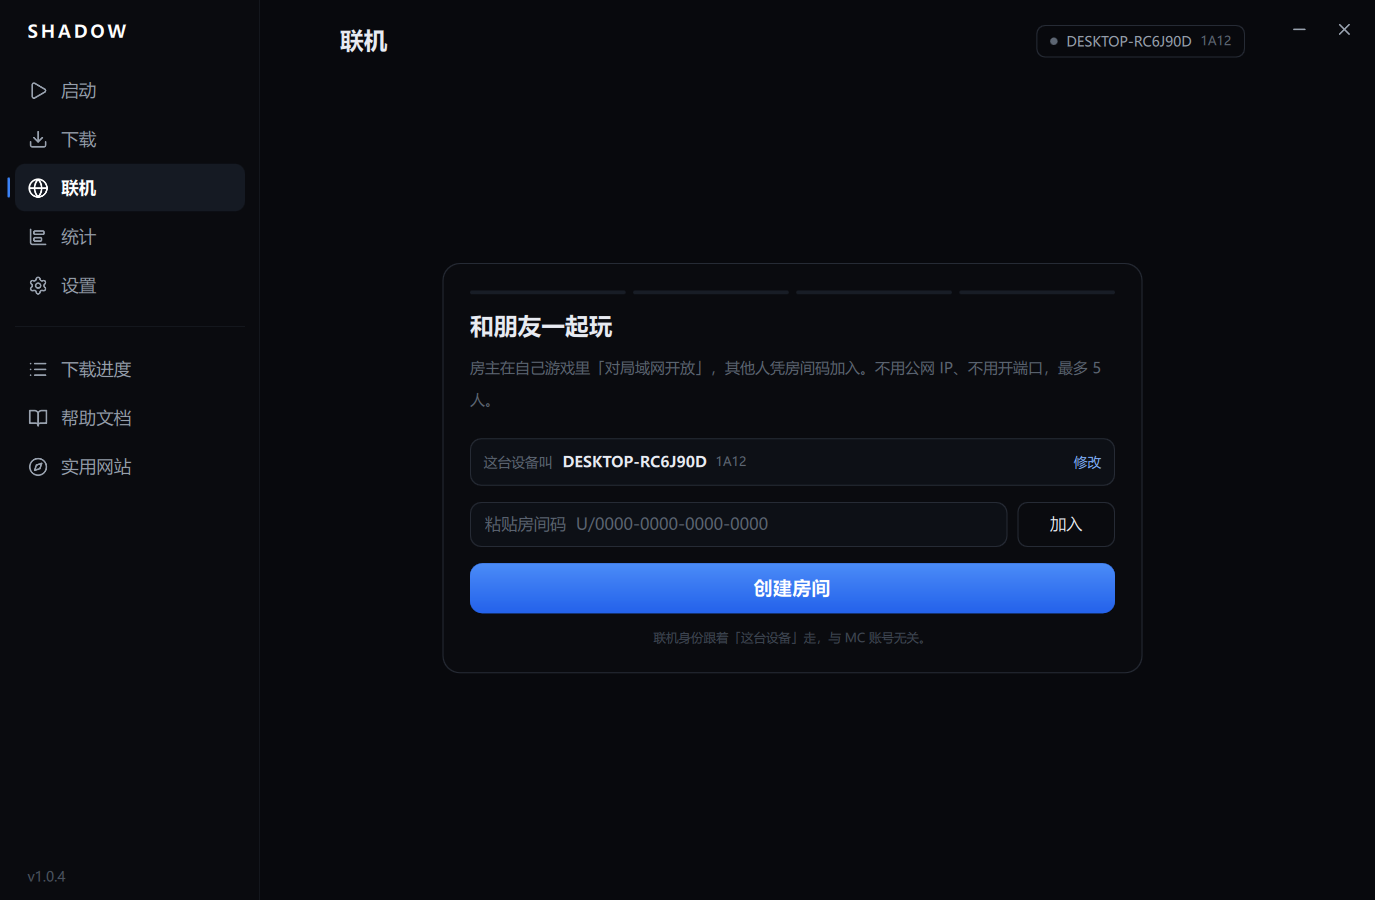 SHADOW
启动
下载
联机
统计
设置
下载进度
帮助文档
实用网站
v1.0.4
联机
DESKTOP-RC6J90D 1A12
和朋友一起玩
房主在自己游戏里「对局域网开放」，其他人凭房间码加入。不用公网 IP、不用开端口，最多 5
人。
这台设备叫 DESKTOP-RC6J90D 1A12
修改
粘贴房间码 U/0000-0000-0000-0000
加入
创建房间
联机身份跟着「这台设备」走，与 MC 账号无关。